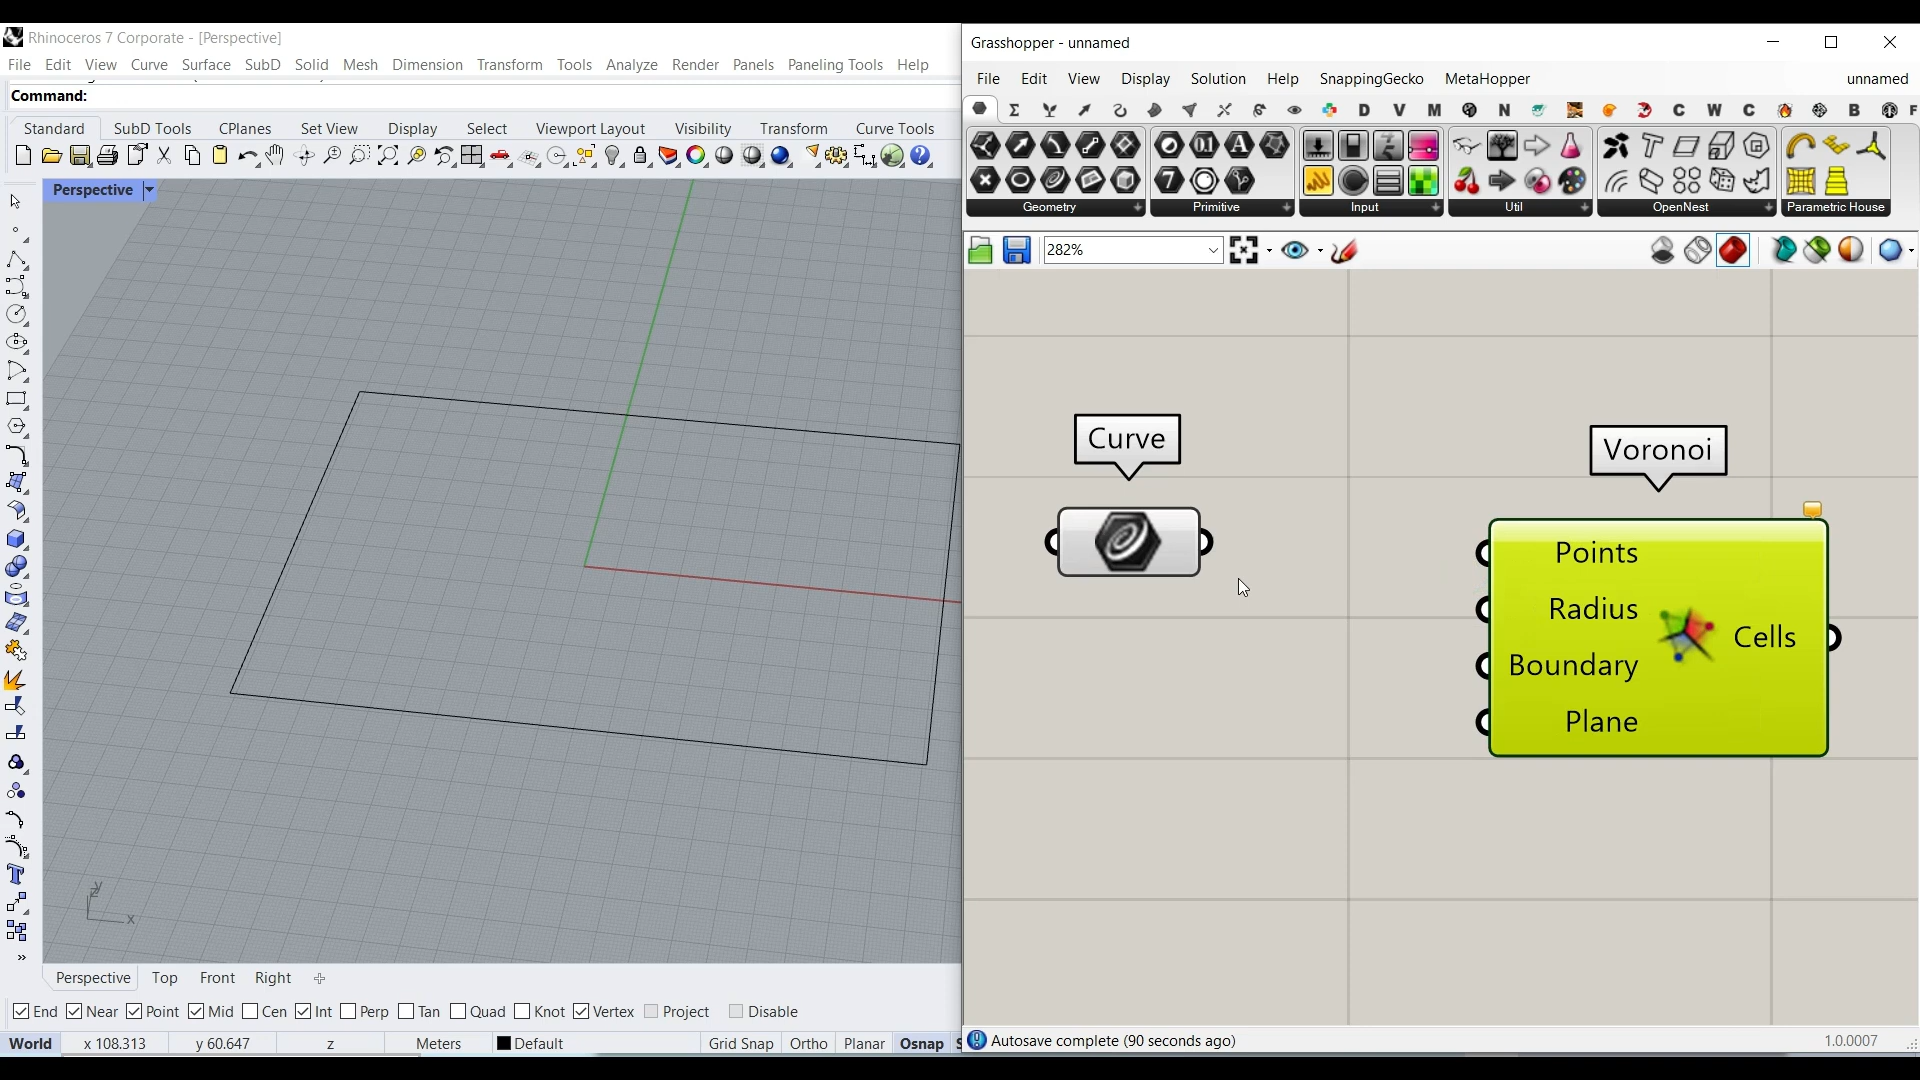 Rhinoceros 7 Corporate - [Perspective]
File Edit View Curve Surface SubD Solid Mesh Dimension Transform Tools Analyze Render Panels Paneling Tools Help
Command:
Standard SubD Tools CPlanes Set View Display Select Viewport Layout Visibility Transform Curve Tools
Perspective
z y x
Perspective Top Front Right
End Near Point Mid Cen Int Perp Tan Quad Knot Vertex Project Disable
World x 108.313 y 60.647 z Meters Default Grid Snap Ortho Planar Osnap S
Grasshopper - unnamed
File Edit View Display Solution Help SnappingGecko MetaHopper unnamed
D V M N C W C B F
Geometry Primitive Input Util OpenNest Parametric House
282%
Curve
Voronoi
Points
Radius
Cells
Boundary
Plane
Autosave complete (90 seconds ago) 1.0.0007